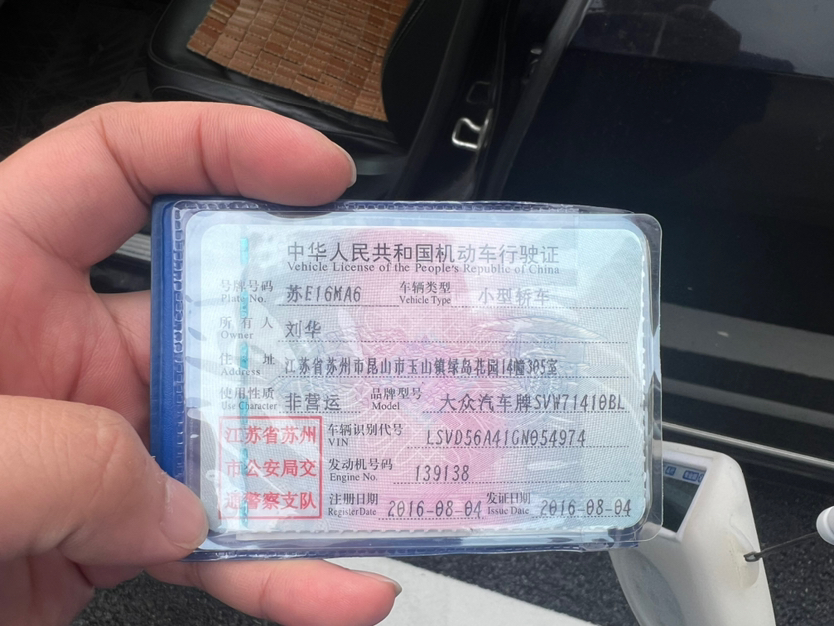 中华人民共和国机动车行驶证
Vehicle License of the People's Republic of China
号牌号码 苏E16MA6 车辆类型 小型轿车
Plate No. Vehicle Type
所有人 刘华
Owner
住址 江苏省苏州市昆山市玉山镇绿岛花园14幢305室
Address
使用性质 非营运 品牌型号 大众汽车牌SVW71410BL
Use Character Model
江苏省苏州 车辆识别代号 LSVD56A41GN054974
VIN
市公安局交 发动机号码 139138
Engine No.
通警察支队 注册日期 2016-08-04 发证日期 2016-08-04
Register Date Issue Date